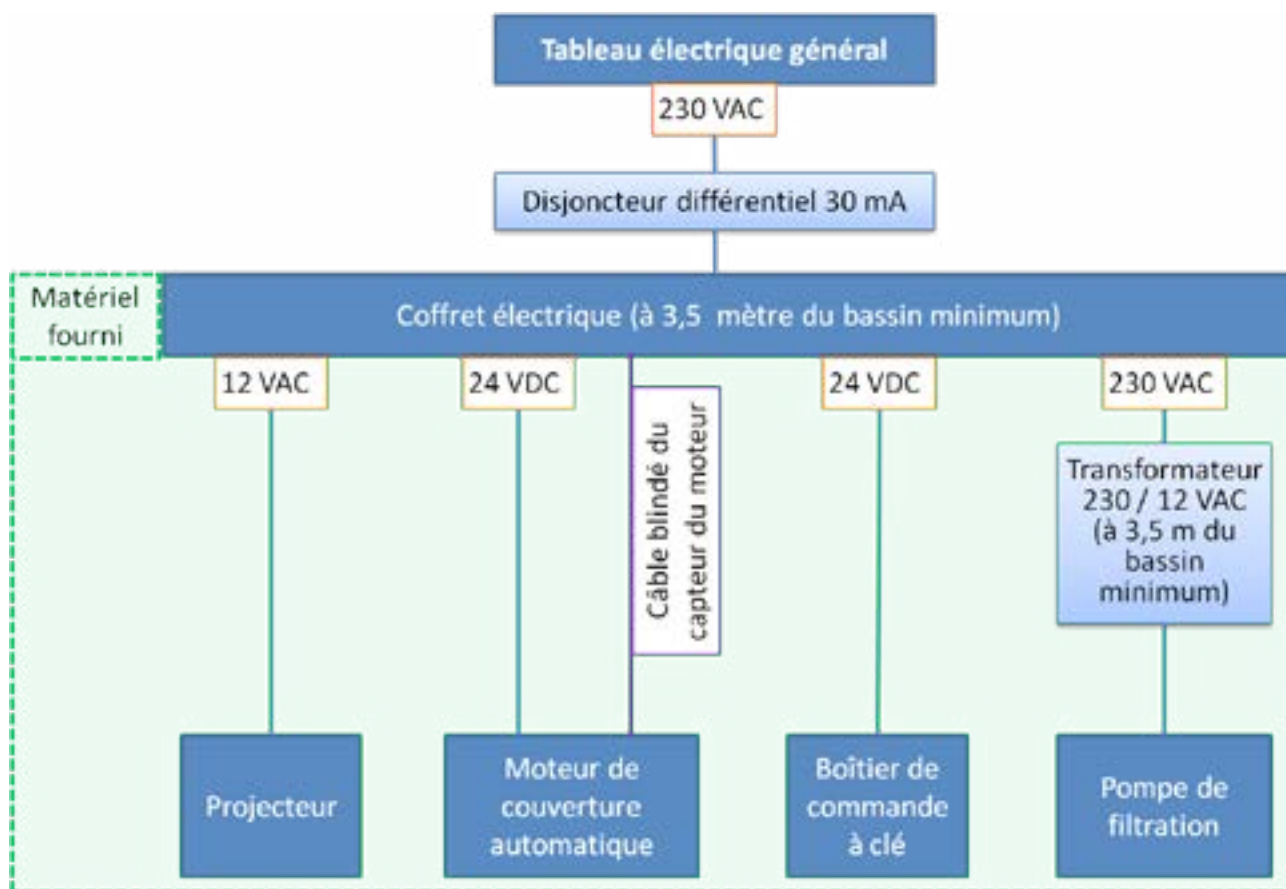 Tableau électrique général
230 VAC
Disjoncteur différentiel 30 mA
Matériel
fourni
Coffret électrique (à 3,5 mètre du bassin minimum)
12 VAC
24 VDC
24 VDC
230 VAC
Câble blindé du
capteur du moteur
Transformateur
230 / 12 VAC
(à 3,5 m du
bassin
minimum)
Projecteur
Moteur de
couverture
automatique
Boîtier de
commande
à clé
Pompe de
filtration